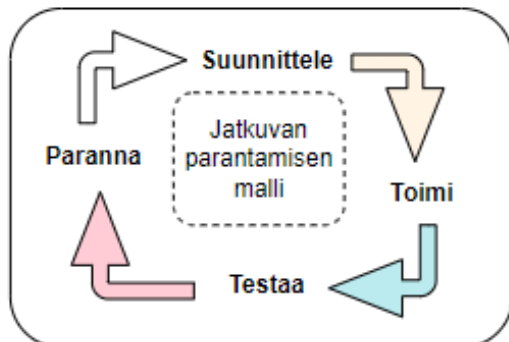 Suunnittele
Jatkuvan
parantamisen
malli
Paranna
Toimi
Testaa